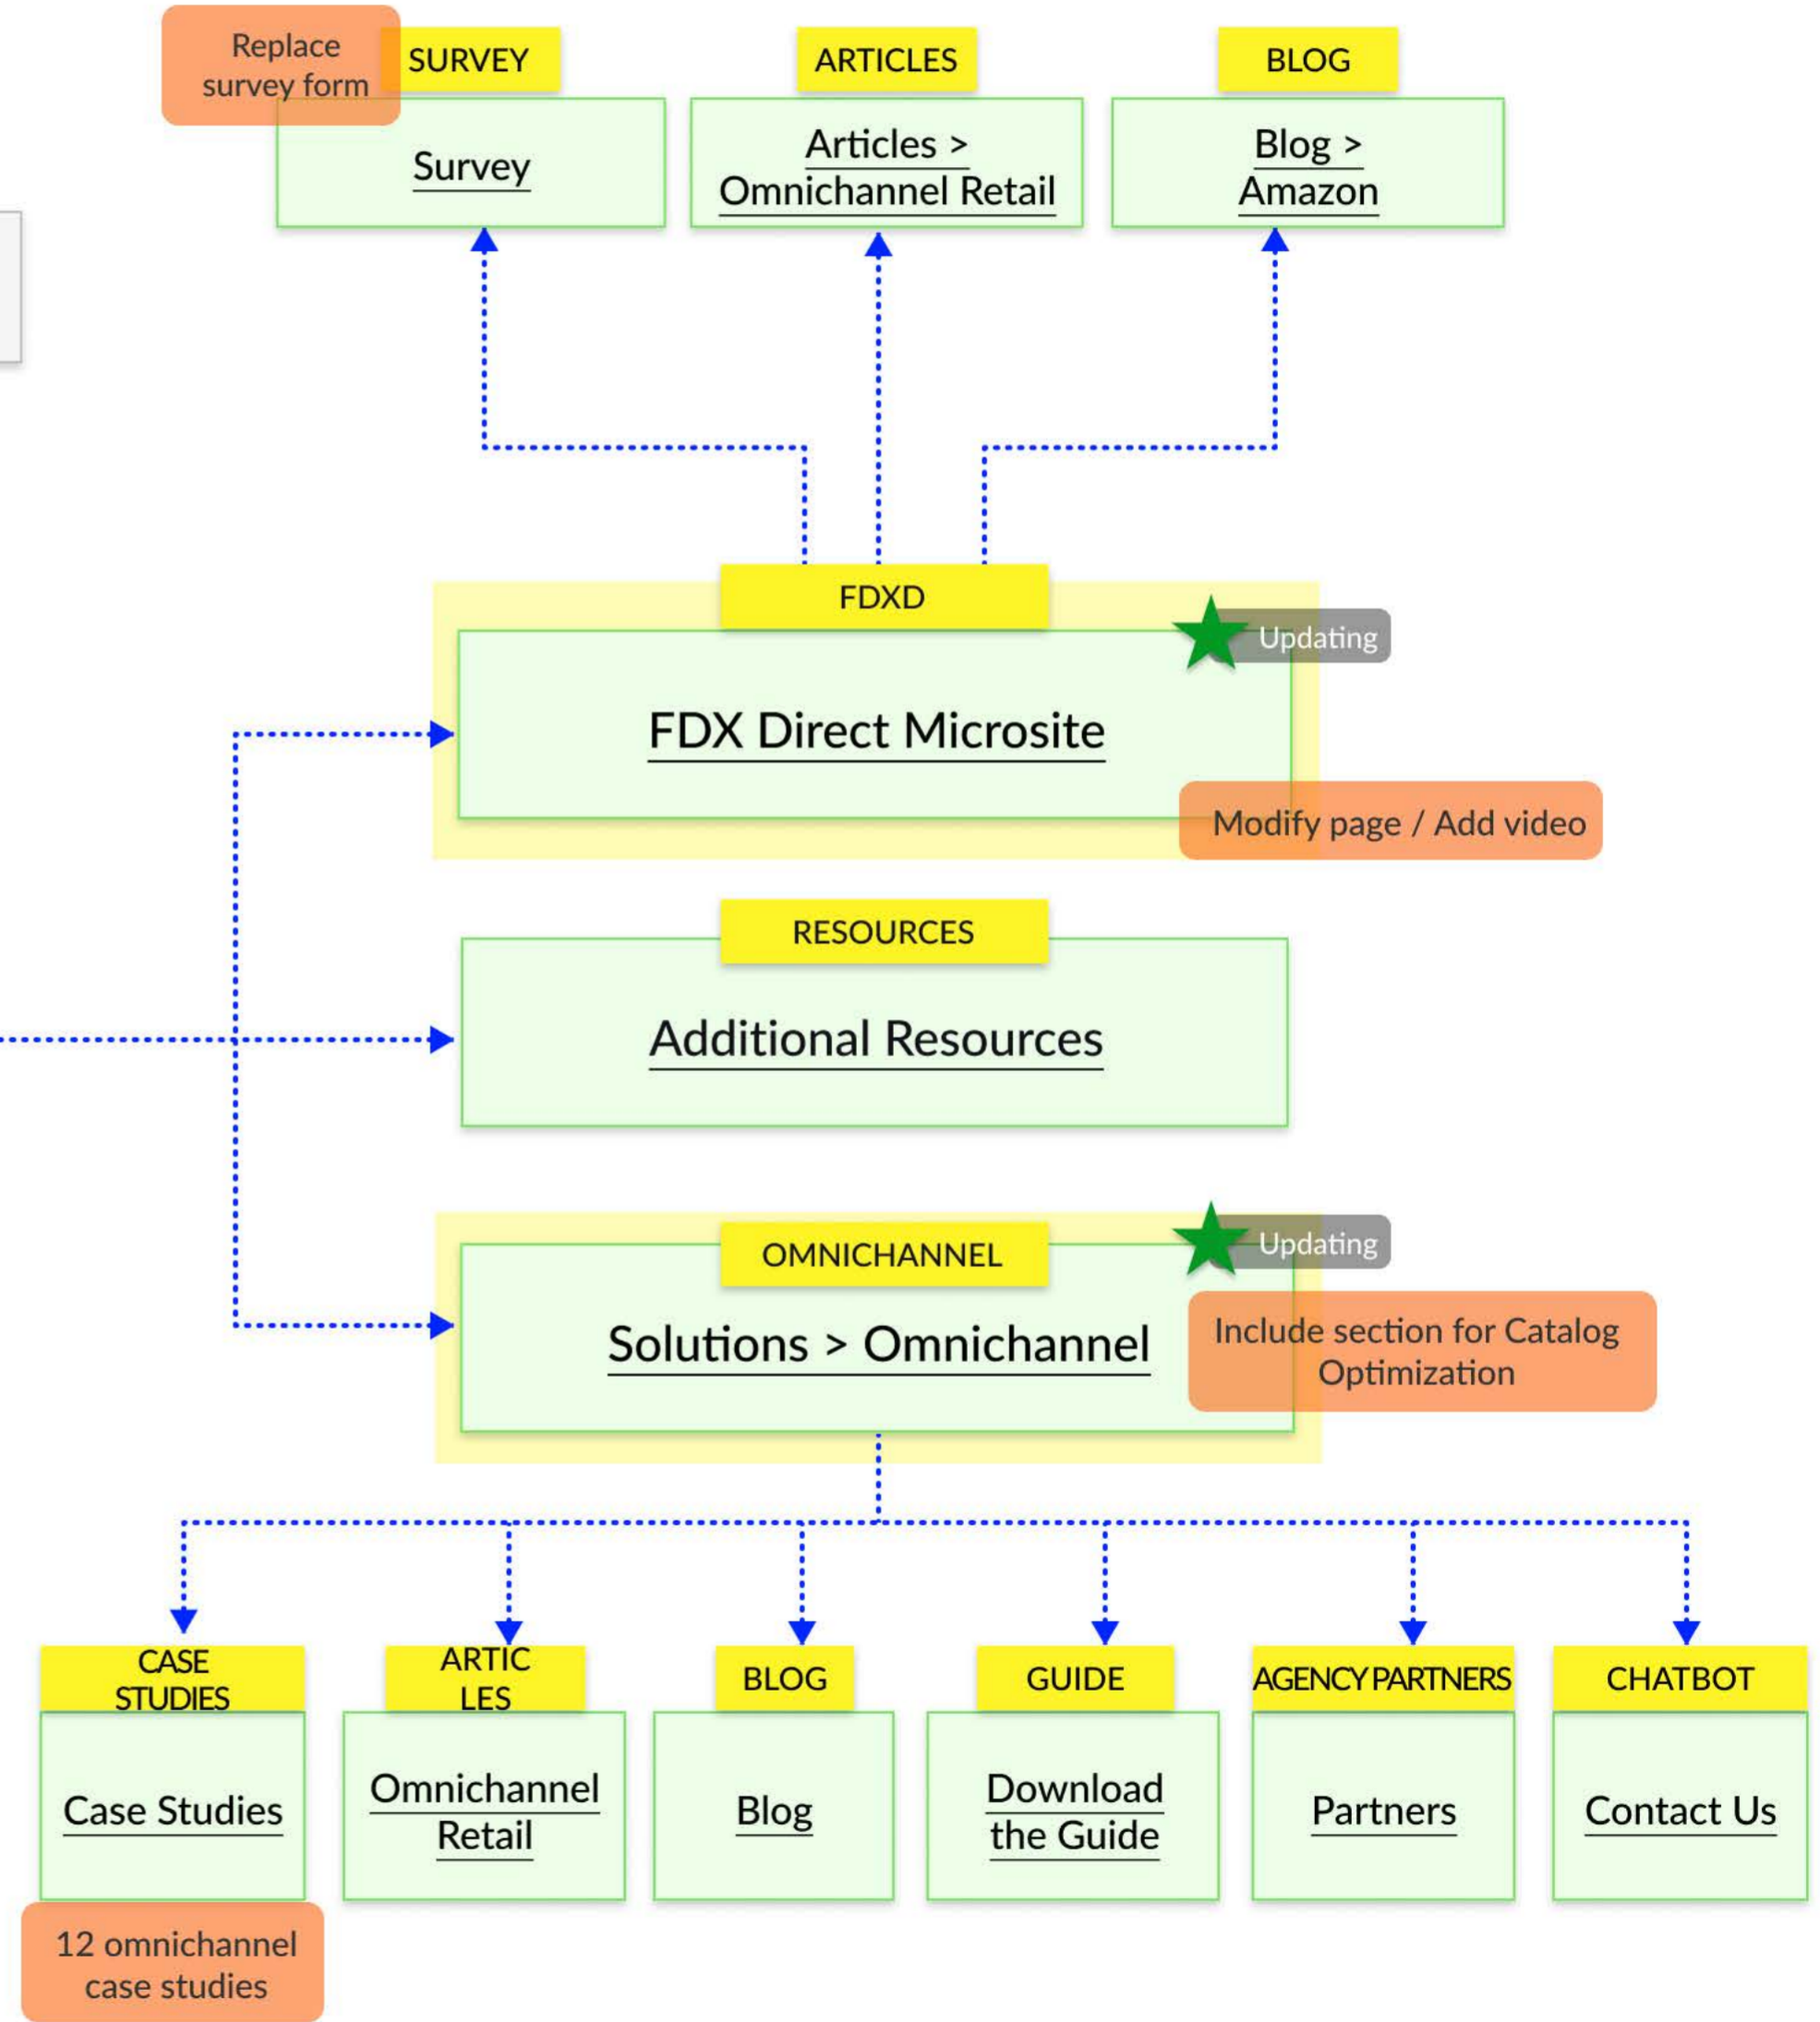 Replace
survey form
SURVEY
ARTICLES
BLOG
Survey
Articles >
Omnichannel Retail
Blog >
Amazon
FDXD
Updating
FDX Direct Microsite
Modify page / Add video
RESOURCES
Additional Resources
OMNICHANNEL
Updating
Solutions > Omnichannel
Include section for Catalog
Optimization
CASE
STUDIES
ARTIC
LES
BLOG
GUIDE
AGENCY PARTNERS
CHATBOT
Case Studies
Omnichannel
Retail
Blog
Download
the Guide
Partners
Contact Us
12 omnichannel
case studies